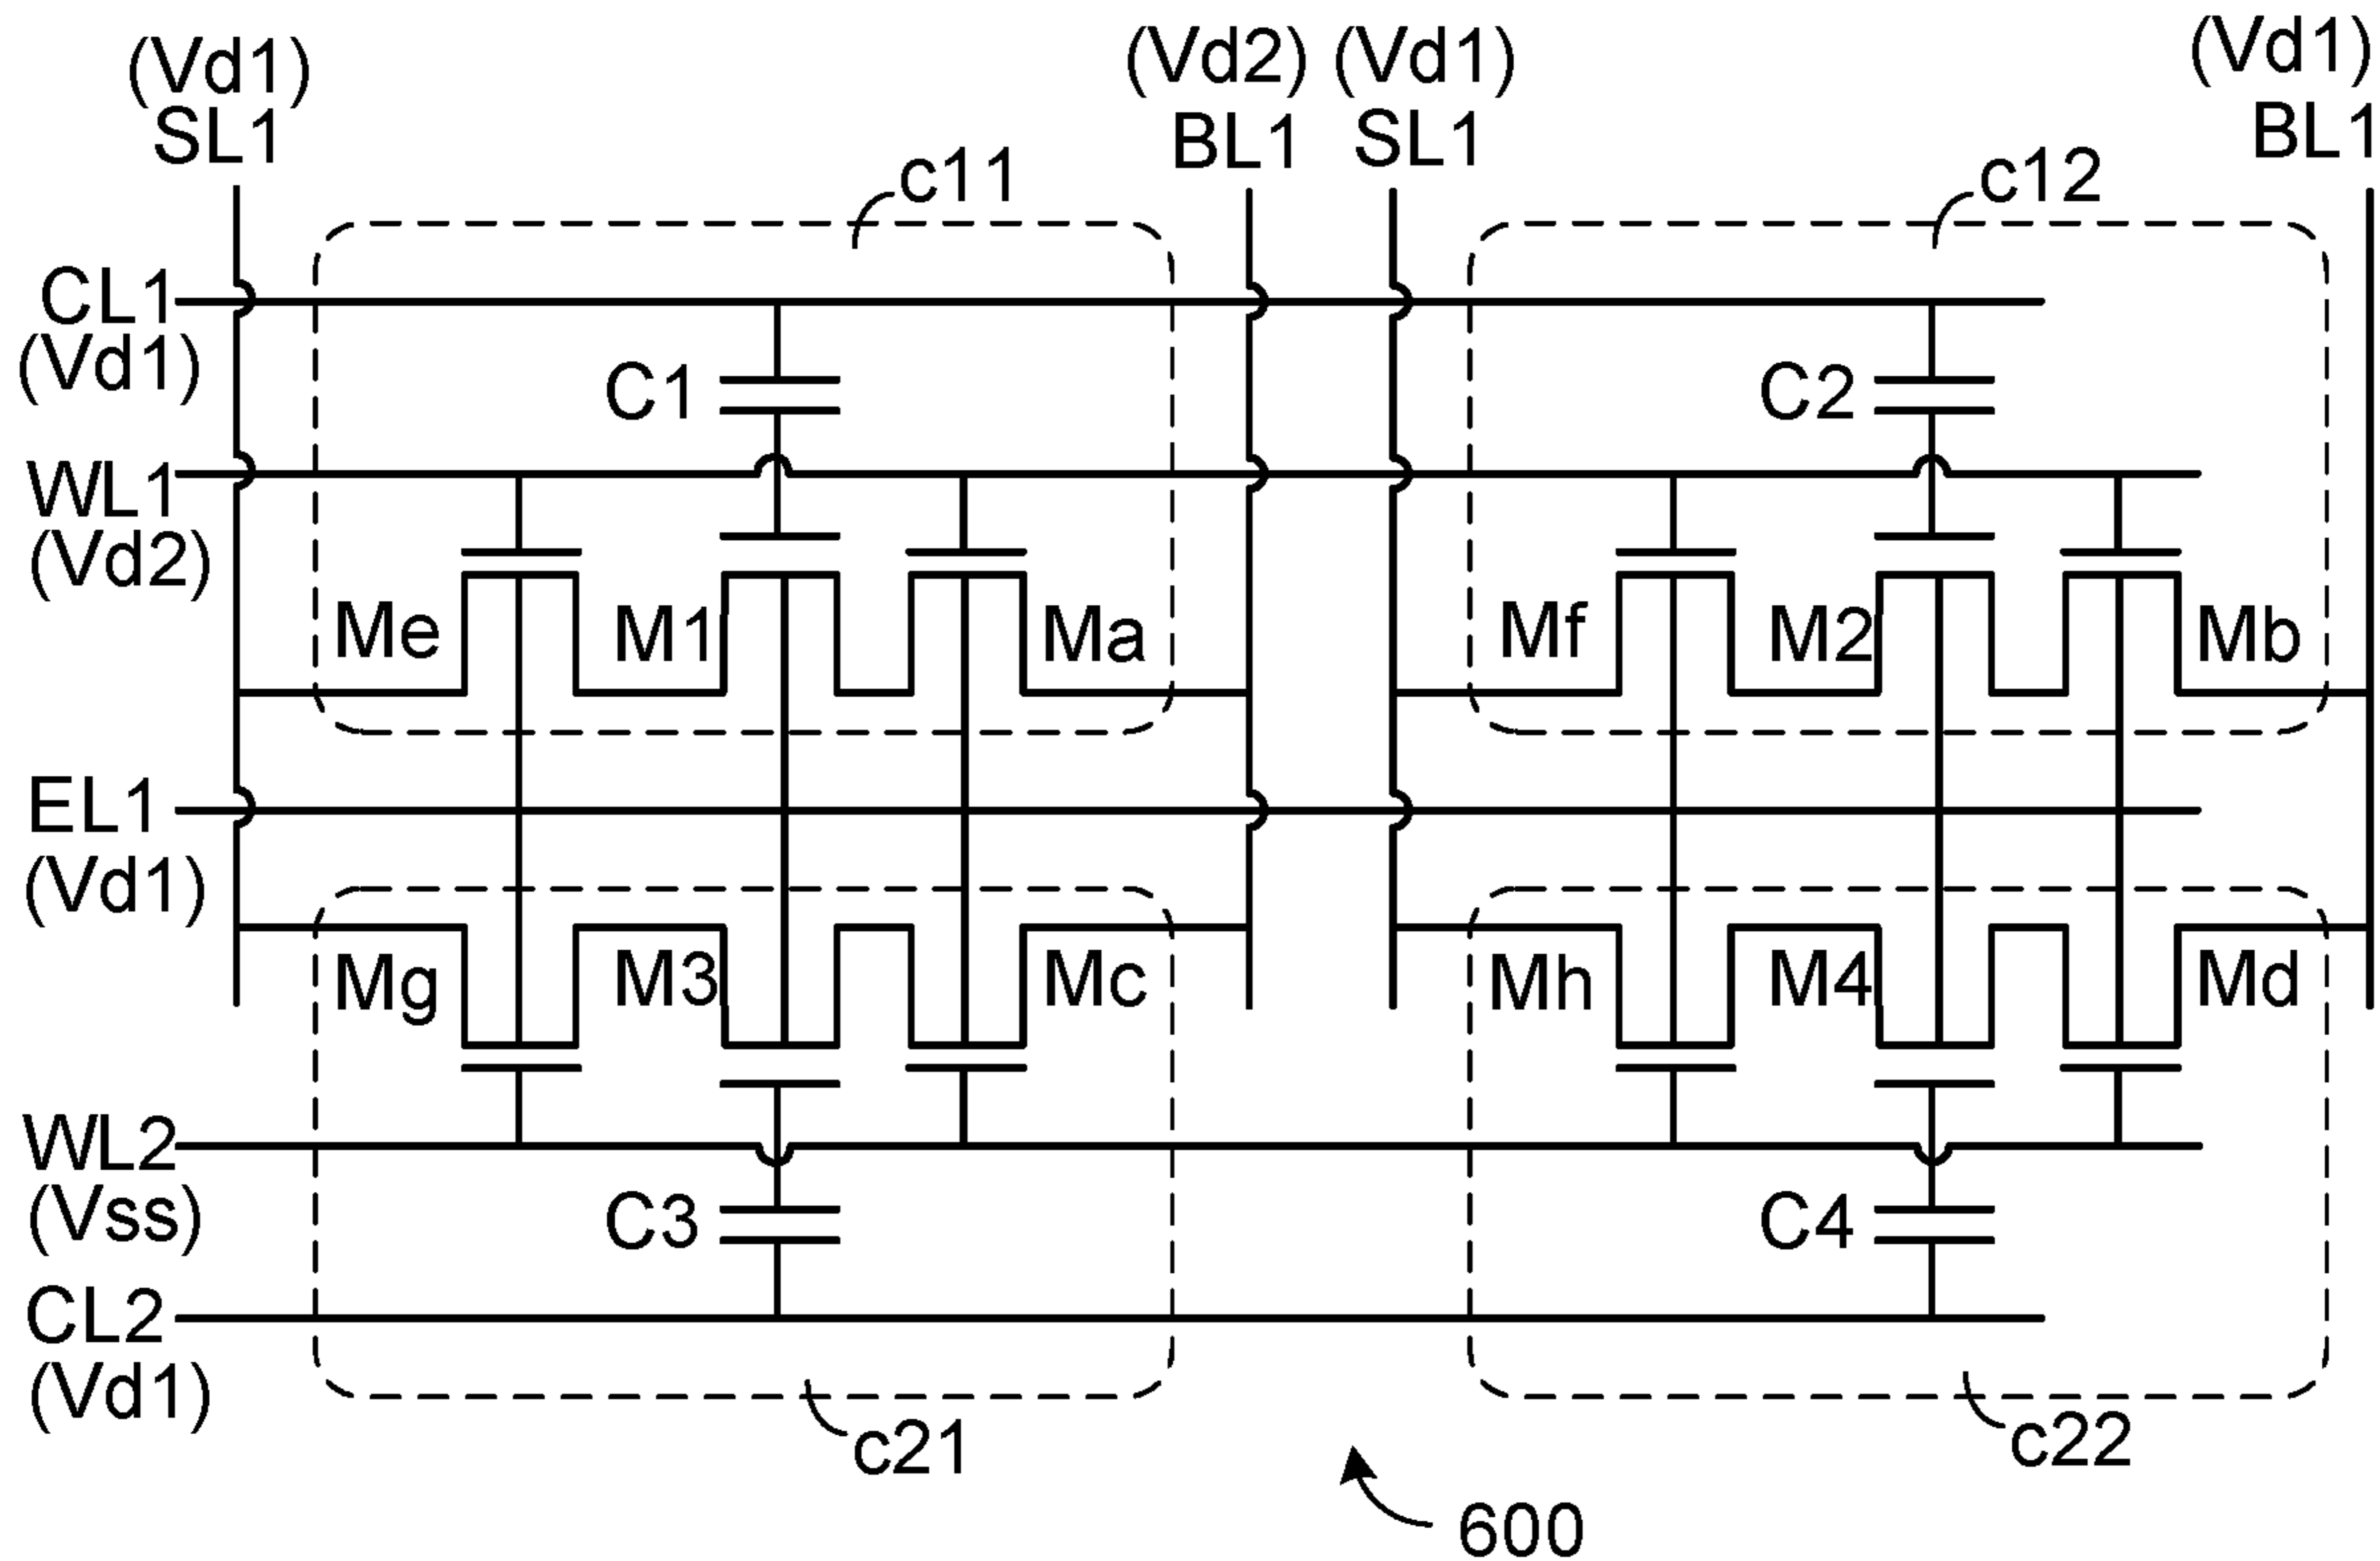 (Vd1)
SL1
(Vd2)
BL1
(Vd1)
SL1
(Vd1)
BL1
c11
c12
CL1
(Vd1)
C1
C2
WL1
(Vd2)
Me
M1
Ma
Mf
M2
Mb
EL1
(Vd1)
Mg
M3
Mc
Mh
M4
Md
WL2
(Vss)
C3
C4
CL2
(Vd1)
c21
c22
600